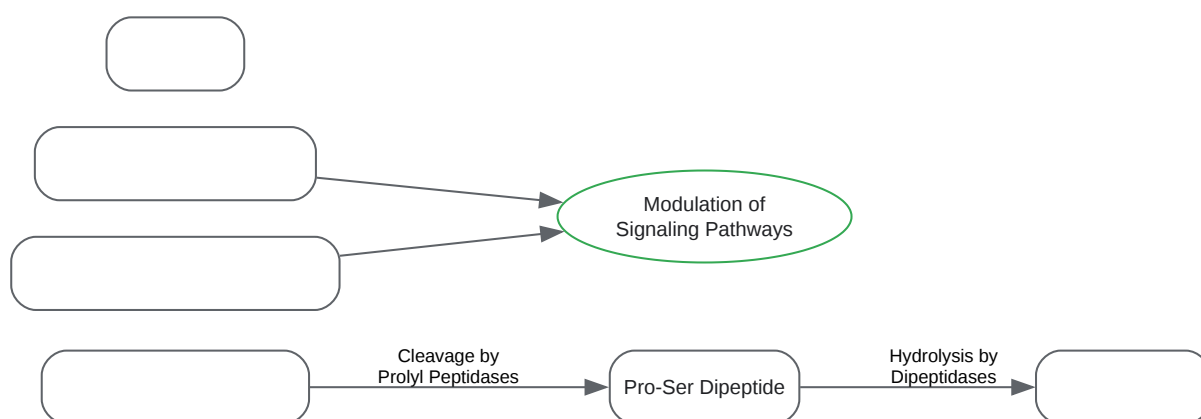 Modulation of
Signaling Pathways
Cleavage by
Prolyl Peptidases
Pro-Ser Dipeptide
Hydrolysis by
Dipeptidases